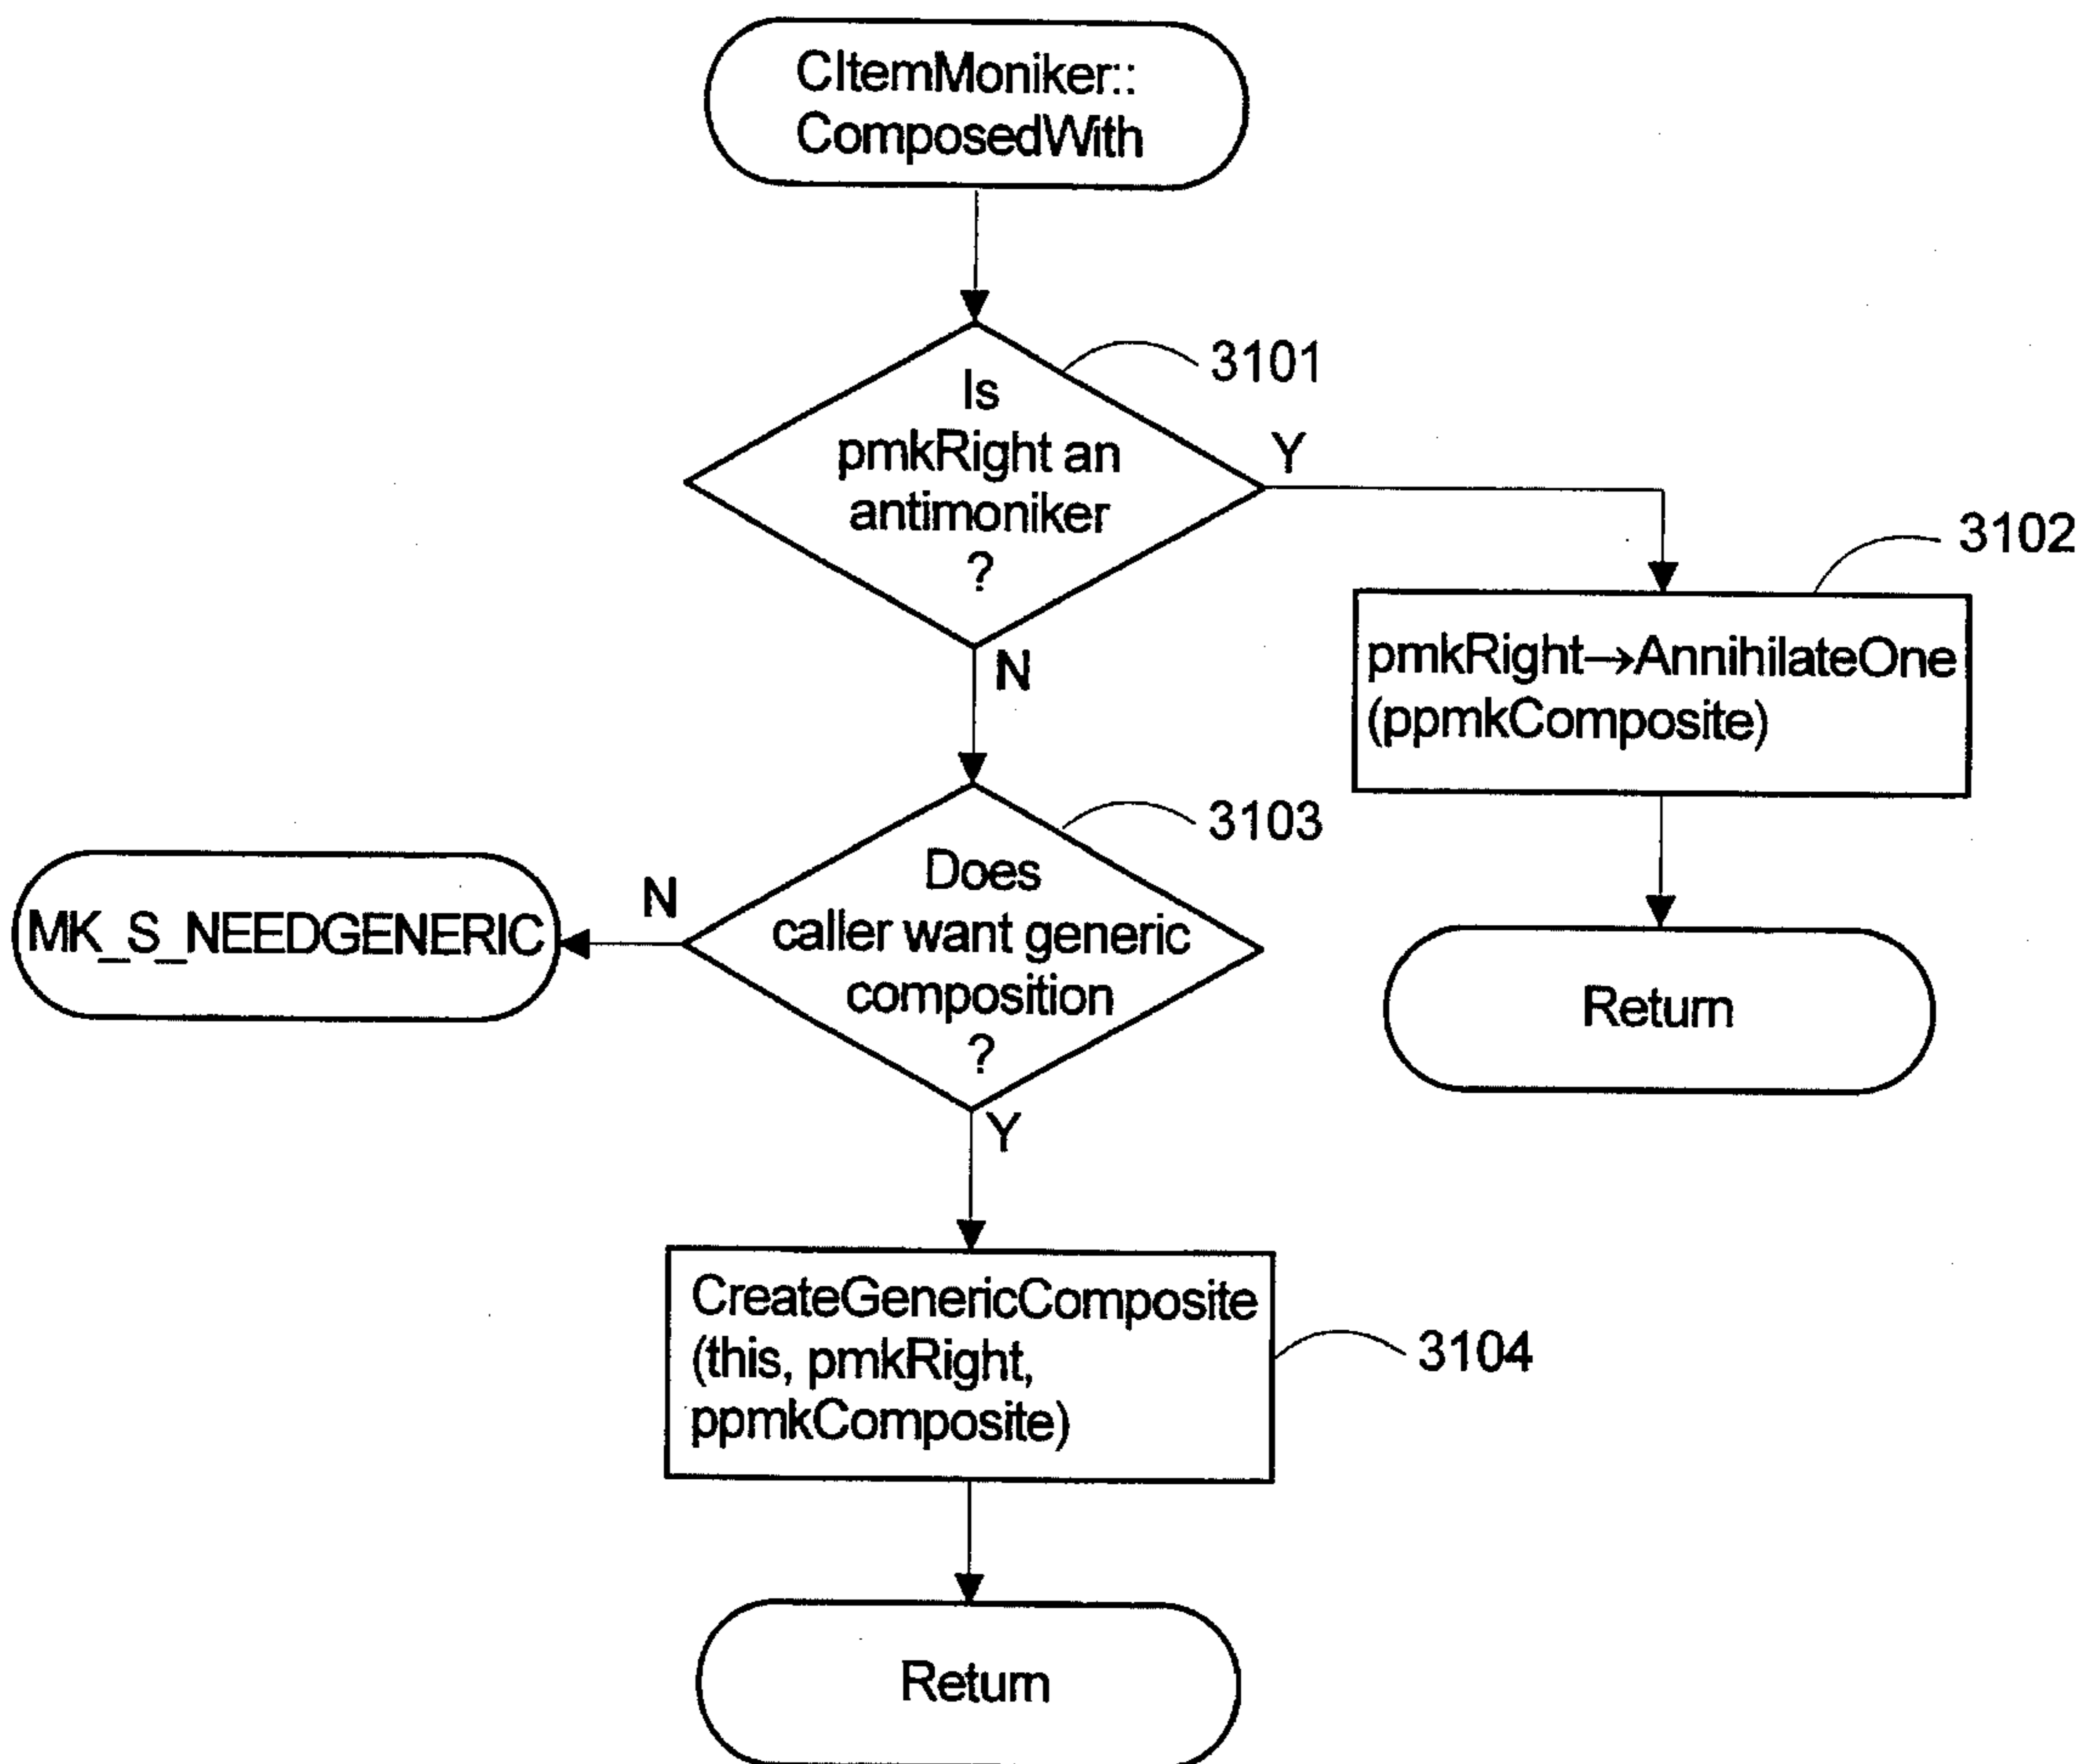 CItemMoniker::
ComposedWith
3101
Is
pmkRight an
antimoniker
?
Y
N
3102
pmkRight→AnnihilateOne
(ppmkComposite)
Return
3103
Does
caller want generic
composition
?
N
MK_S_NEEDGENERIC
Y
CreateGenericComposite
(this, pmkRight,
ppmkComposite)
3104
Return